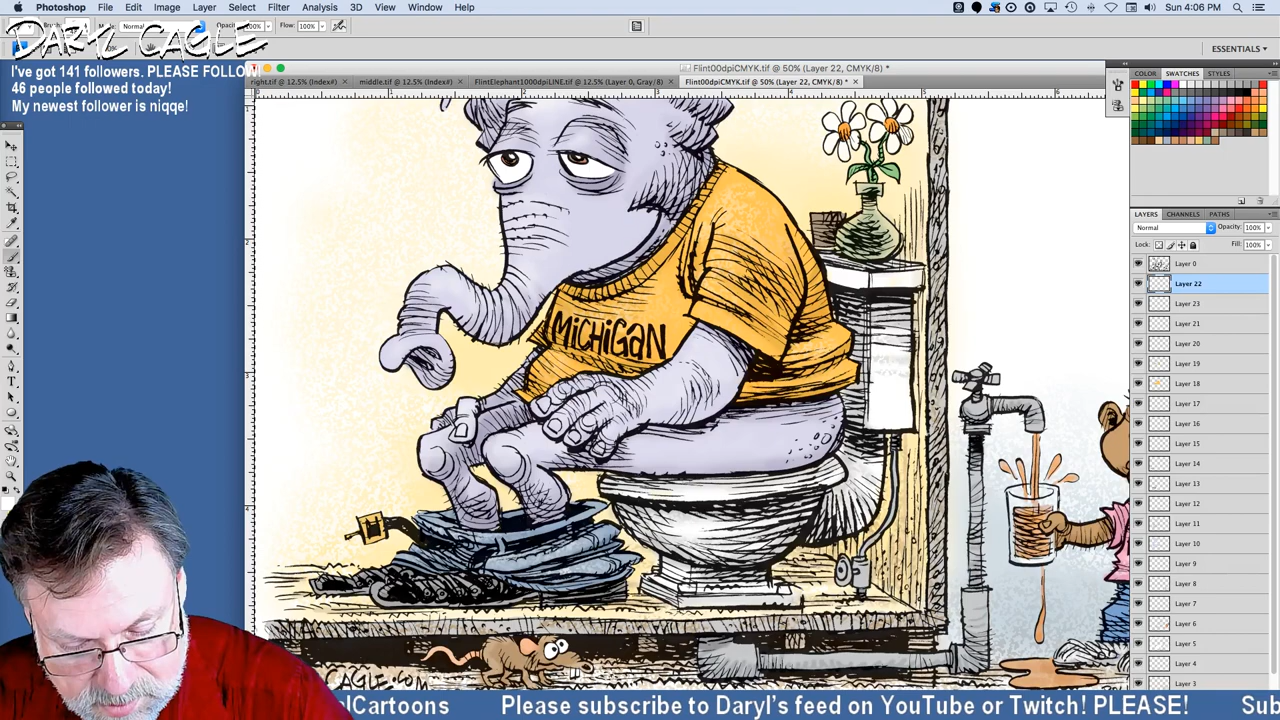 Photoshop File Edit Image Layer Select Filter Analysis 3D View Window Help Sun 4:06 PM
Normal Opacity: 100% Flow: 100%
DARYL CAGLE
ESSENTIALS
I've got 141 followers. PLEASE FOLLOW!
46 people followed today!
My newest follower is niqqe!
Flint00dpiCMYK.tif @ 50% (Layer 22, CMYK/8) *
right.tif @ 12.5% (Index#) middle.tif @ 12.5% (Index#) FlintElephant1000dpiLINE.tif @ 12.5% (Layer 0, Gray/8) Flint00dpiCMYK.tif @ 50% (Layer 22, CMYK/8) *
COLOR SWATCHES STYLES
MICHIGAN
LAYERS CHANNELS PATHS
Normal Opacity: 100%
Lock: Fill: 100%
Layer 0
Layer 22
Layer 23
Layer 21
Layer 20
Layer 19
Layer 18
Layer 17
Layer 16
Layer 15
Layer 14
Layer 13
Layer 12
Layer 11
Layer 10
Layer 9
Layer 8
Layer 7
Layer 6
Layer 5
Layer 4
Layer 3
CAGLE.COM
lCartoons Please subscribe to Daryl's feed on YouTube or Twitch! PLEASE! Sub